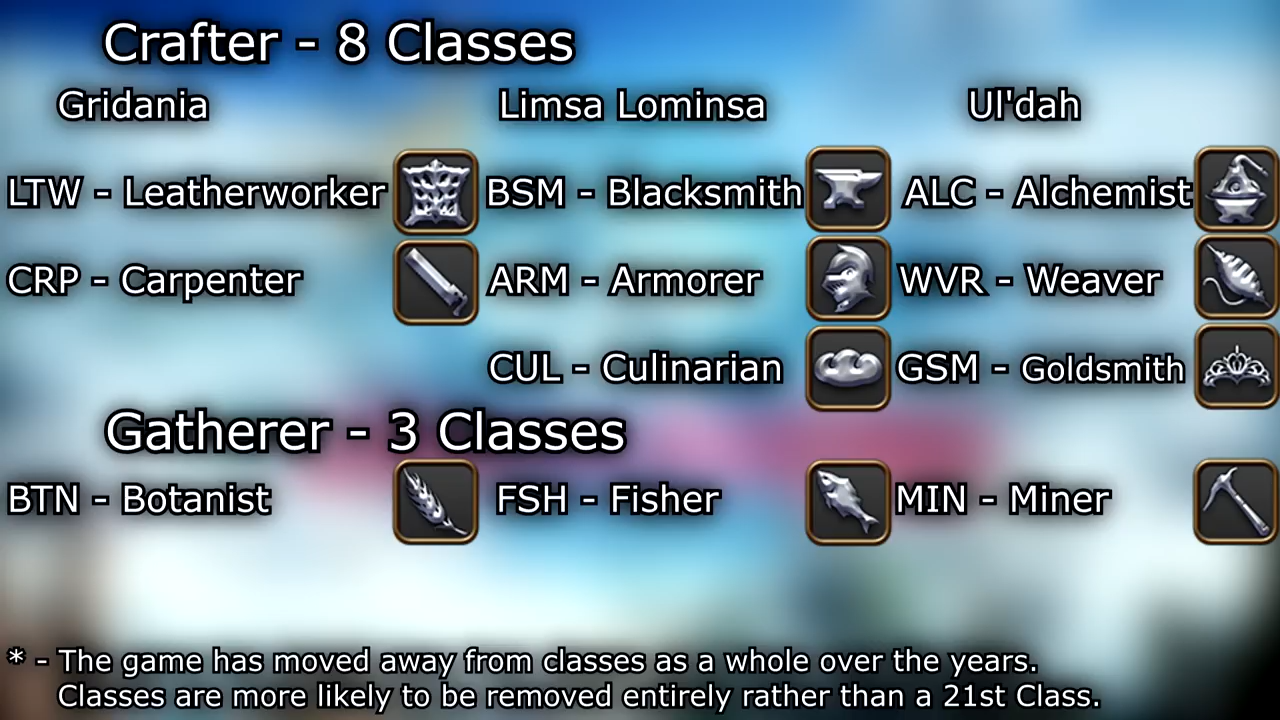 Crafter - 8 Classes
Gridania Limsa Lominsa Ul'dah
LTW - Leatherworker BSM - Blacksmith ALC - Alchemist
CRP - Carpenter ARM - Armorer WVR - Weaver
CUL - Culinarian GSM - Goldsmith
Gatherer - 3 Classes
BTN - Botanist FSH - Fisher MIN - Miner
* - The game has moved away from classes as a whole over the years.
Classes are more likely to be removed entirely rather than a 21st Class.